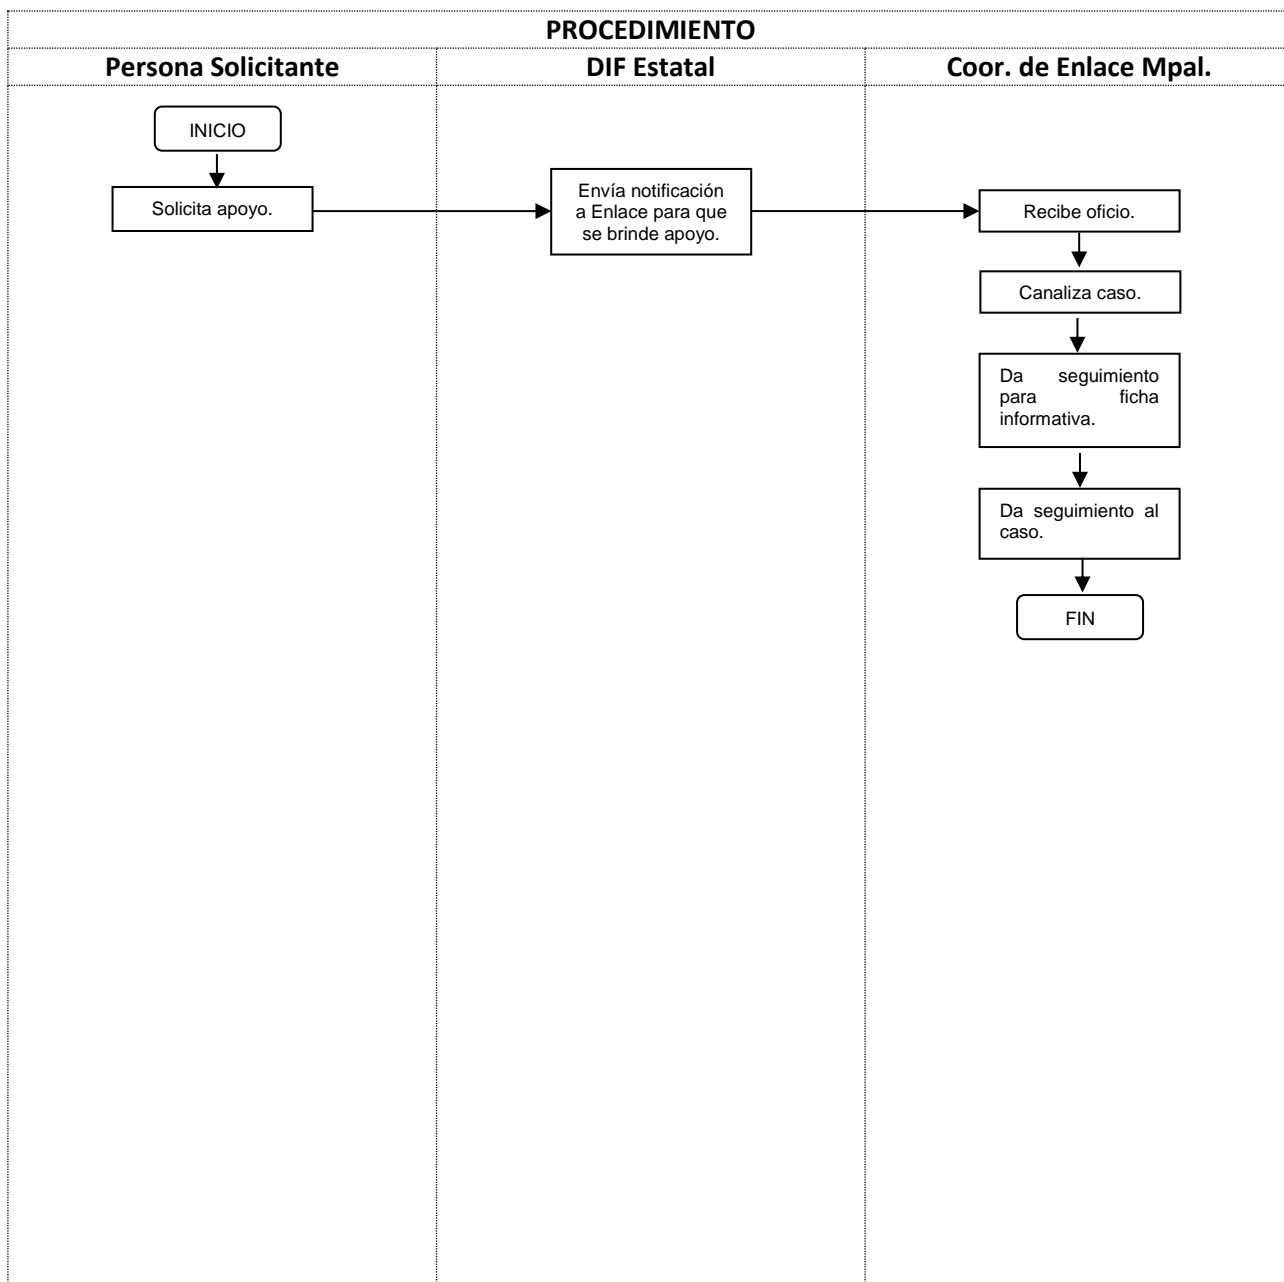 PROCEDIMIENTO
Persona Solicitante
DIF Estatal
Coor. de Enlace Mpal.
INICIO
Solicita apoyo.
Envía notificación
a Enlace para que
se brinde apoyo.
Recibe oficio.
Canaliza caso.
Da seguimiento
para ficha
informativa.
Da seguimiento al
caso.
FIN